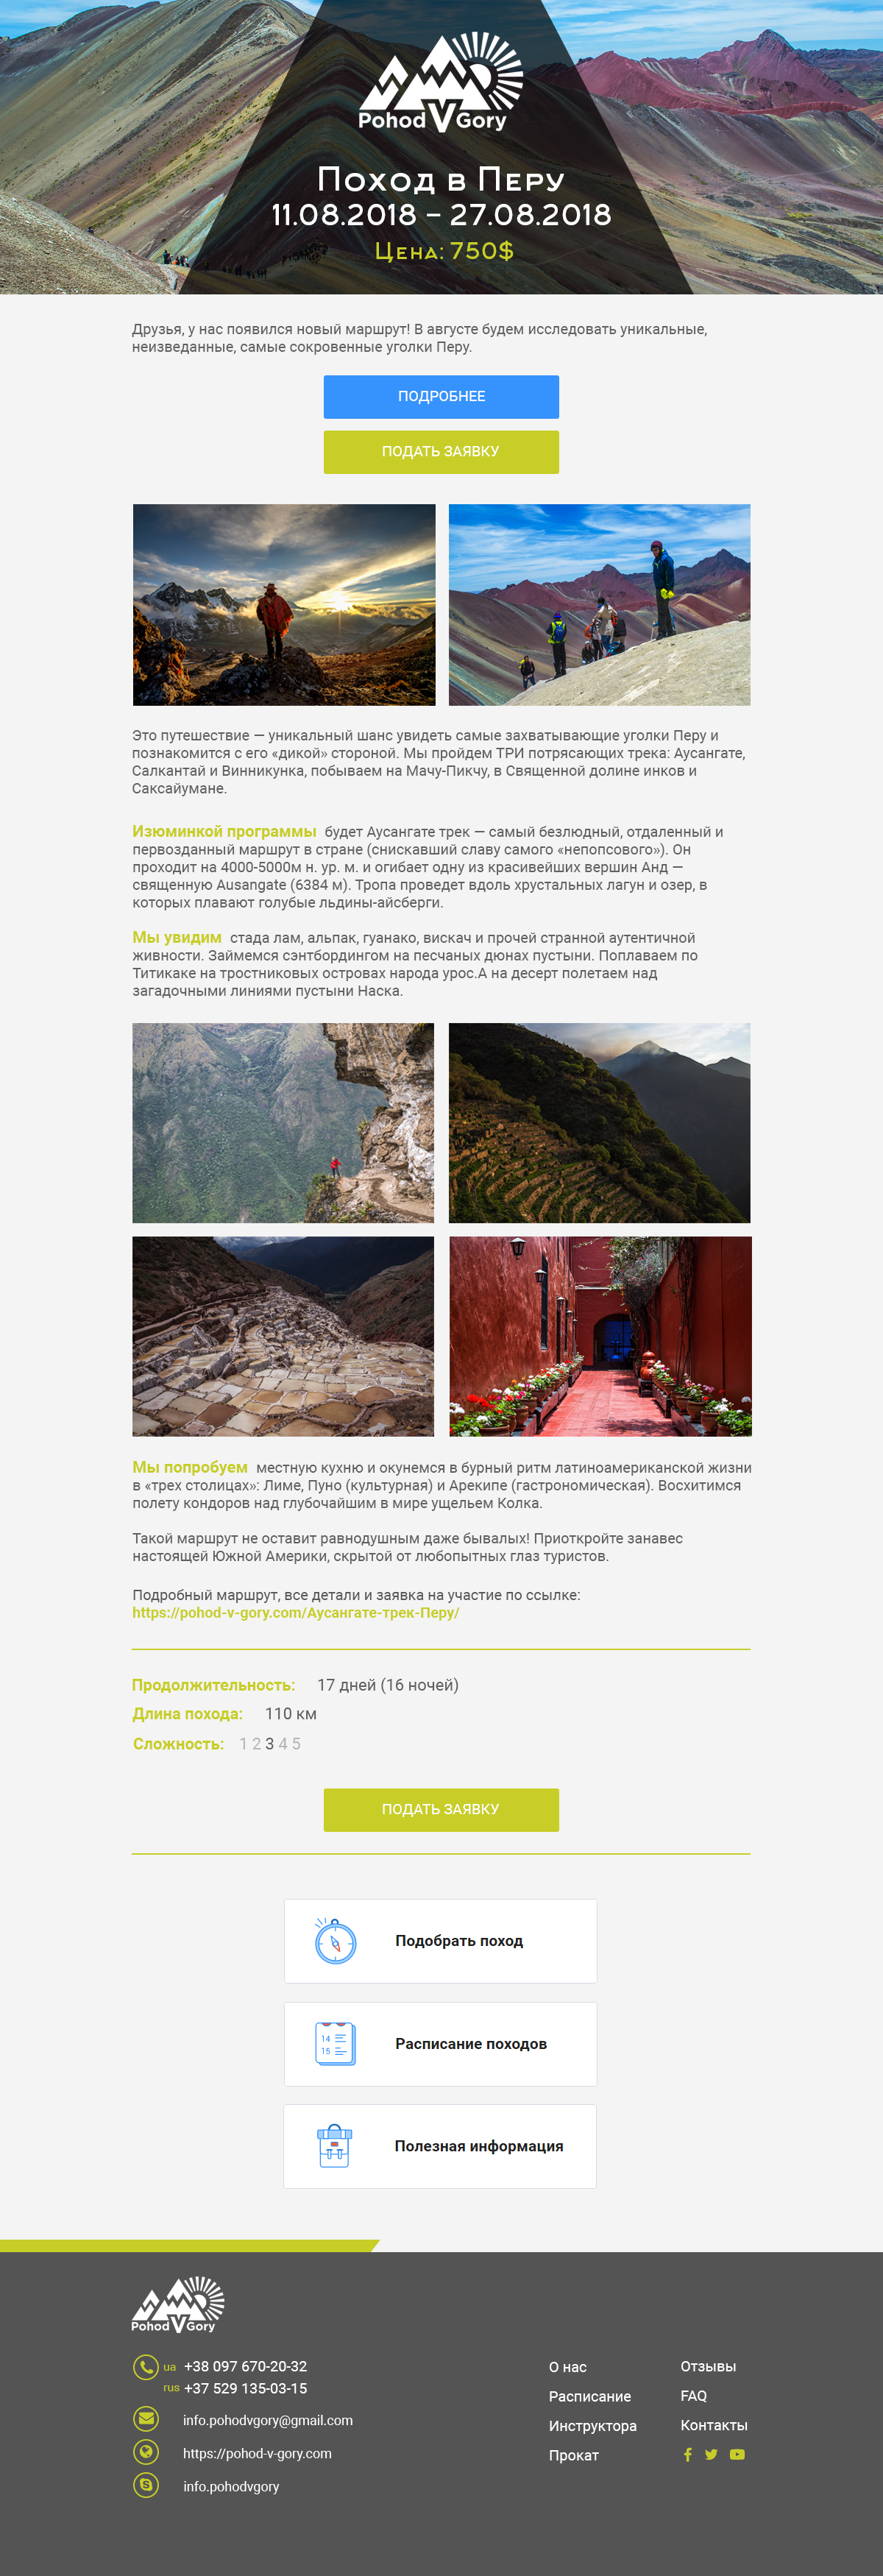 Pohod V Gory
Поход в Перу
11.08.2018 – 27.08.2018
Цена: 750$
Друзья, у нас появился новый маршрут! В августе будем исследовать уникальные,
неизведанные, самые сокровенные уголки Перу.
ПОДРОБНЕЕ
ПОДАТЬ ЗАЯВКУ
Это путешествие — уникальный шанс увидеть самые захватывающие уголки Перу и
познакомится с его «дикой» стороной. Мы пройдем ТРИ потрясающих трека: Аусангате,
Салкантай и Винникунка, побываем на Мачу-Пикчу, в Священной долине инков и
Саксайумане.
Изюминкой программы будет Аусангате трек — самый безлюдный, отдаленный и
первозданный маршрут в стране (снискавший славу самого «непопсового»). Он
проходит на 4000-5000м н. ур. м. и огибает одну из красивейших вершин Анд —
священную Ausangate (6384 м). Тропа проведет вдоль хрустальных лагун и озер, в
которых плавают голубые льдины-айсберги.
Мы увидим стада лам, альпак, гуанако, вискач и прочей странной аутентичной
живности. Займемся сэнтбордингом на песчаных дюнах пустыни. Поплаваем по
Титикаке на тростниковых островах народа урос.А на десерт полетаем над
загадочными линиями пустыни Наска.
Мы попробуем местную кухню и окунемся в бурный ритм латиноамериканской жизни
в «трех столицах»: Лиме, Пуно (культурная) и Арекипе (гастрономическая). Восхитимся
полету кондоров над глубочайшим в мире ущельем Колка.
Такой маршрут не оставит равнодушным даже бывалых! Приоткройте занавес
настоящей Южной Америки, скрытой от любопытных глаз туристов.
Подробный маршрут, все детали и заявка на участие по ссылке:
https://pohod-v-gory.com/Аусангате-трек-Перу/
Продолжительность: 17 дней (16 ночей)
Длина похода: 110 км
Сложность: 1 2 3 4 5
ПОДАТЬ ЗАЯВКУ
Подобрать поход
14
15
Расписание походов
Полезная информация
Pohod V Gory
ua +38 097 670-20-32
rus +37 529 135-03-15
info.pohodvgory@gmail.com
https://pohod-v-gory.com
info.pohodvgory
О нас
Расписание
Инструктора
Прокат
Отзывы
FAQ
Контакты